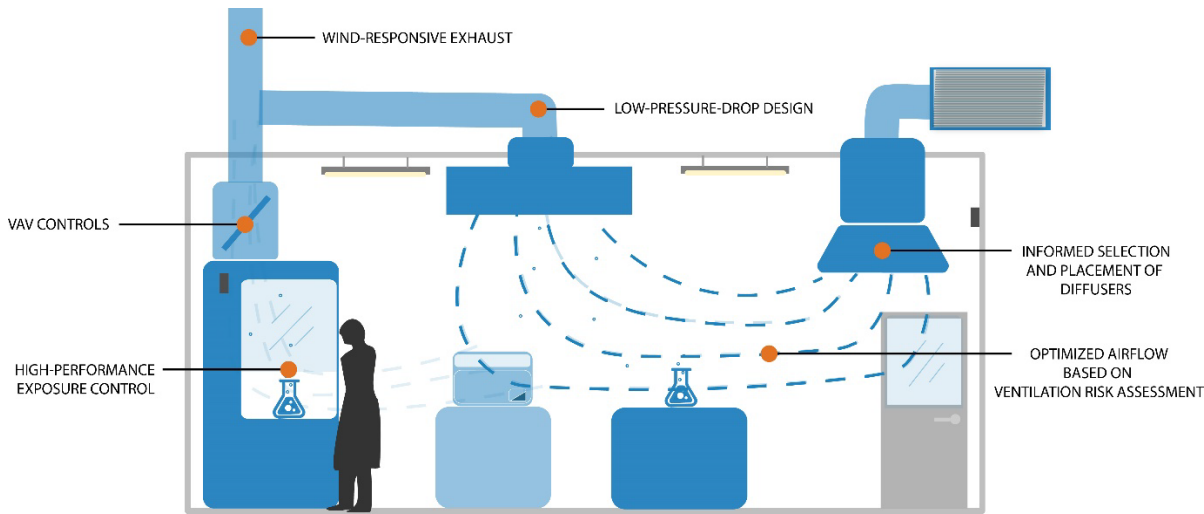 WIND-RESPONSIVE EXHAUST
LOW-PRESSURE-DROP DESIGN
VAV CONTROLS
INFORMED SELECTION
AND PLACEMENT OF
DIFFUSERS
HIGH-PERFORMANCE
EXPOSURE CONTROL
OPTIMIZED AIRFLOW
BASED ON
VENTILATION RISK ASSESSMENT